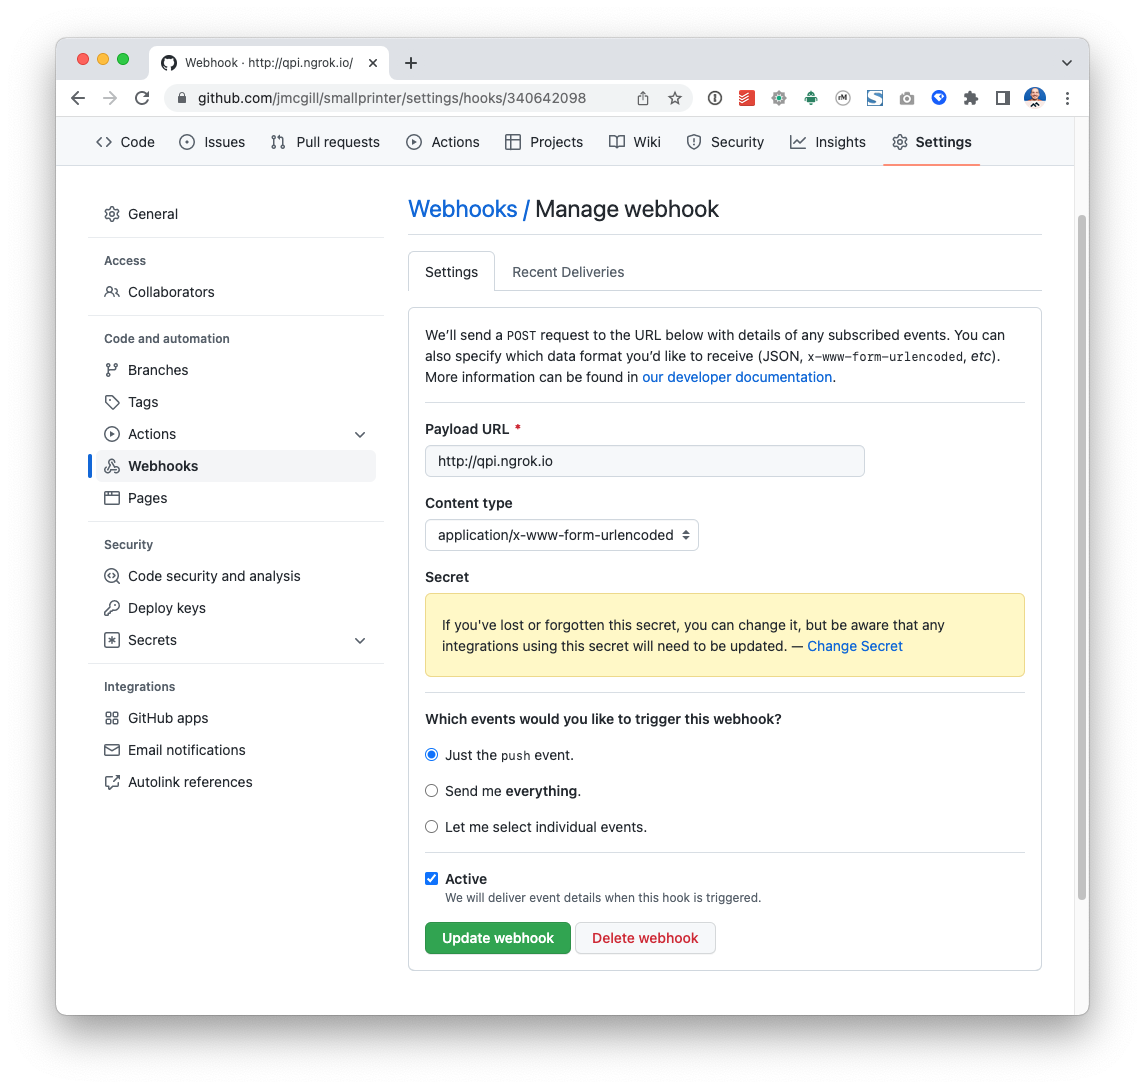 Webhook · http://qpi.ngrok.io/
github.com/jmcgill/smallprinter/settings/hooks/340642098
Code Issues Pull requests Actions Projects Wiki Security Insights Settings
General
Access
Collaborators
Code and automation
Branches
Tags
Actions
Webhooks
Pages
Security
Code security and analysis
Deploy keys
Secrets
Integrations
GitHub apps
Email notifications
Autolink references
Webhooks / Manage webhook
Settings Recent Deliveries
We’ll send a POST request to the URL below with details of any subscribed events. You can
also specify which data format you’d like to receive (JSON, x-www-form-urlencoded, etc).
More information can be found in our developer documentation.
Payload URL *
http://qpi.ngrok.io
Content type
application/x-www-form-urlencoded
Secret
If you've lost or forgotten this secret, you can change it, but be aware that any
integrations using this secret will need to be updated. — Change Secret
Which events would you like to trigger this webhook?
Just the push event.
Send me everything.
Let me select individual events.
Active
We will deliver event details when this hook is triggered.
Update webhook Delete webhook